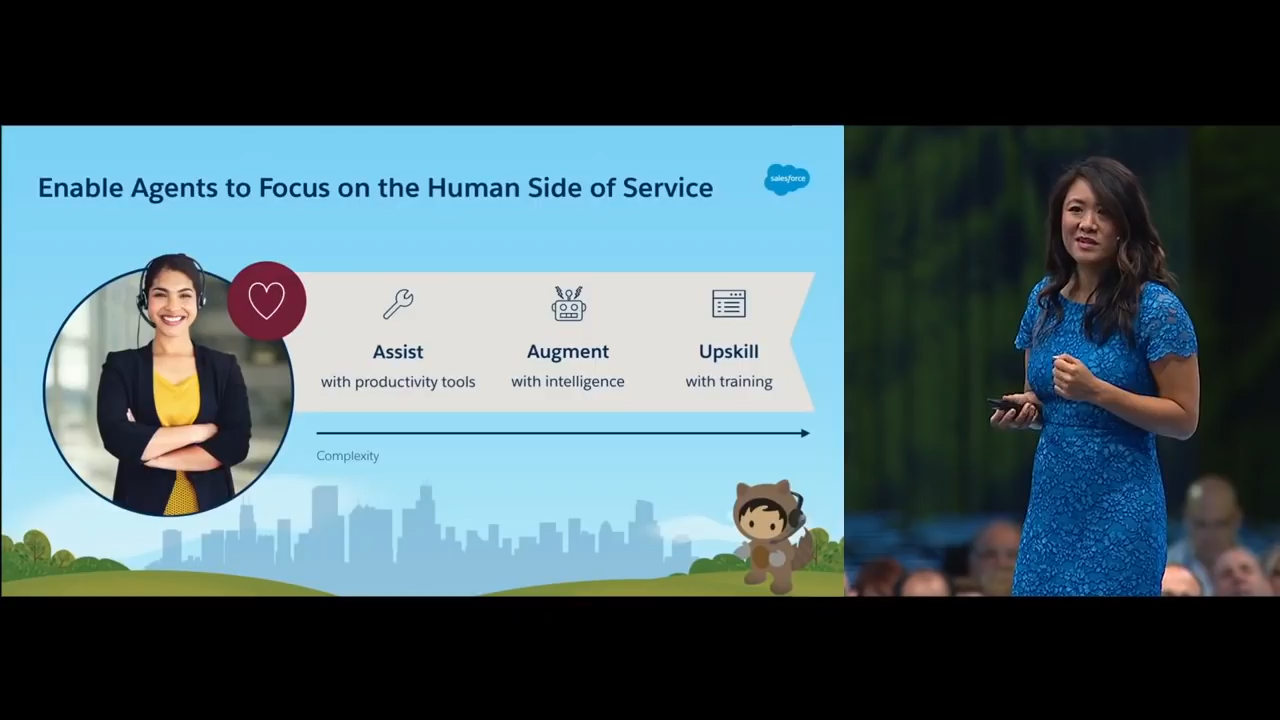 Enable Agents to Focus on the Human Side of Service
salesforce
Assist
with productivity tools
Augment
with intelligence
Upskill
with training
Complexity